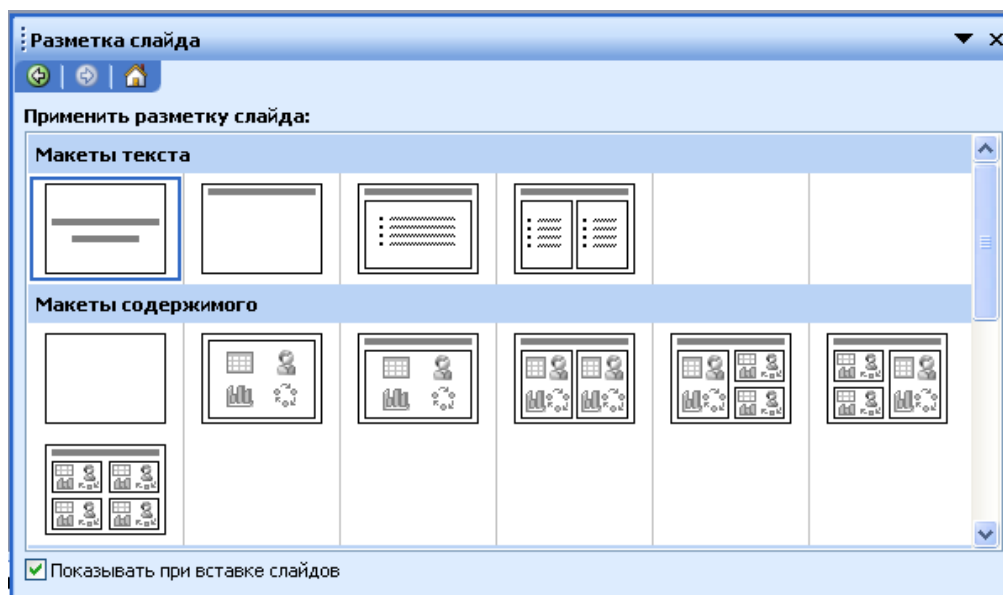 Разметка слайда
Применить разметку слайда:
Макеты текста
Макеты содержимого
Показывать при вставке слайдов